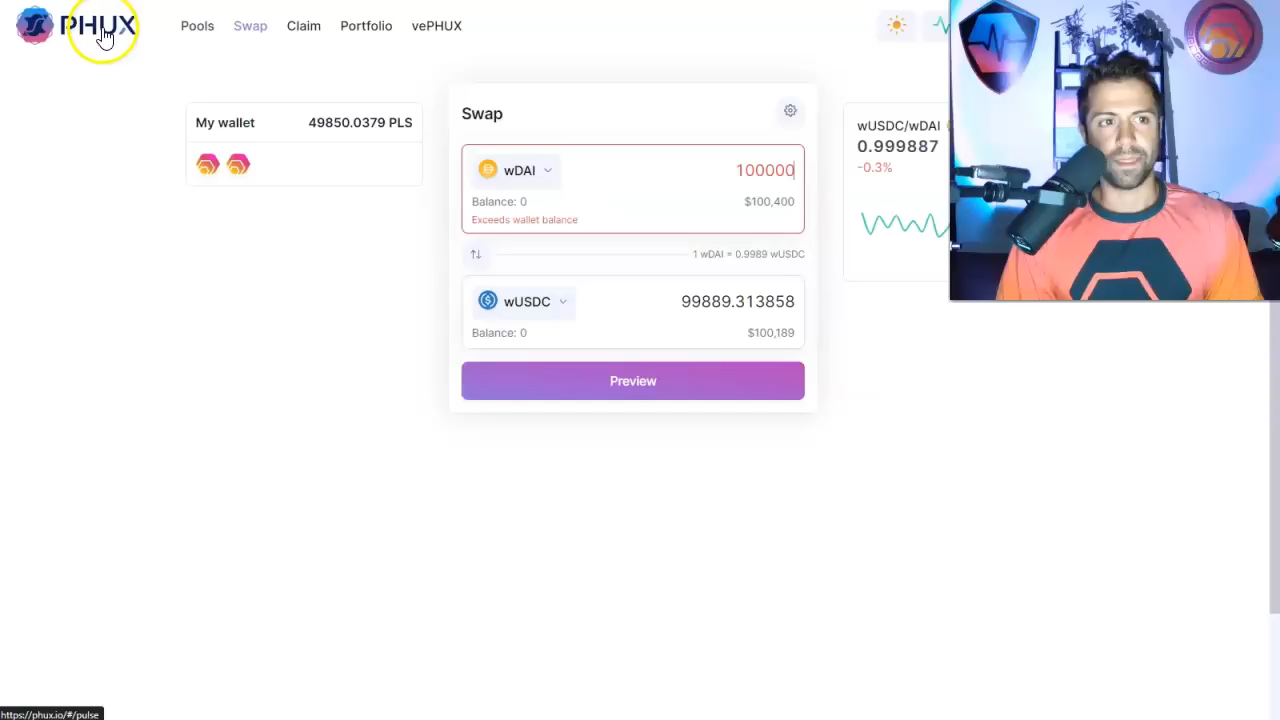 PHUX
Pools
Swap
Claim
Portfolio
vePHUX
My wallet
49850.0379 PLS
Swap
wDAI
100000
Balance: 0
$100,400
Exceeds wallet balance
1 wDAI = 0.9989 wUSDC
wUSDC
99889.313858
Balance: 0
$100,189
Preview
wUSDC/wDAI
0.999887
-0.3%
https://phux.io/#/pulse